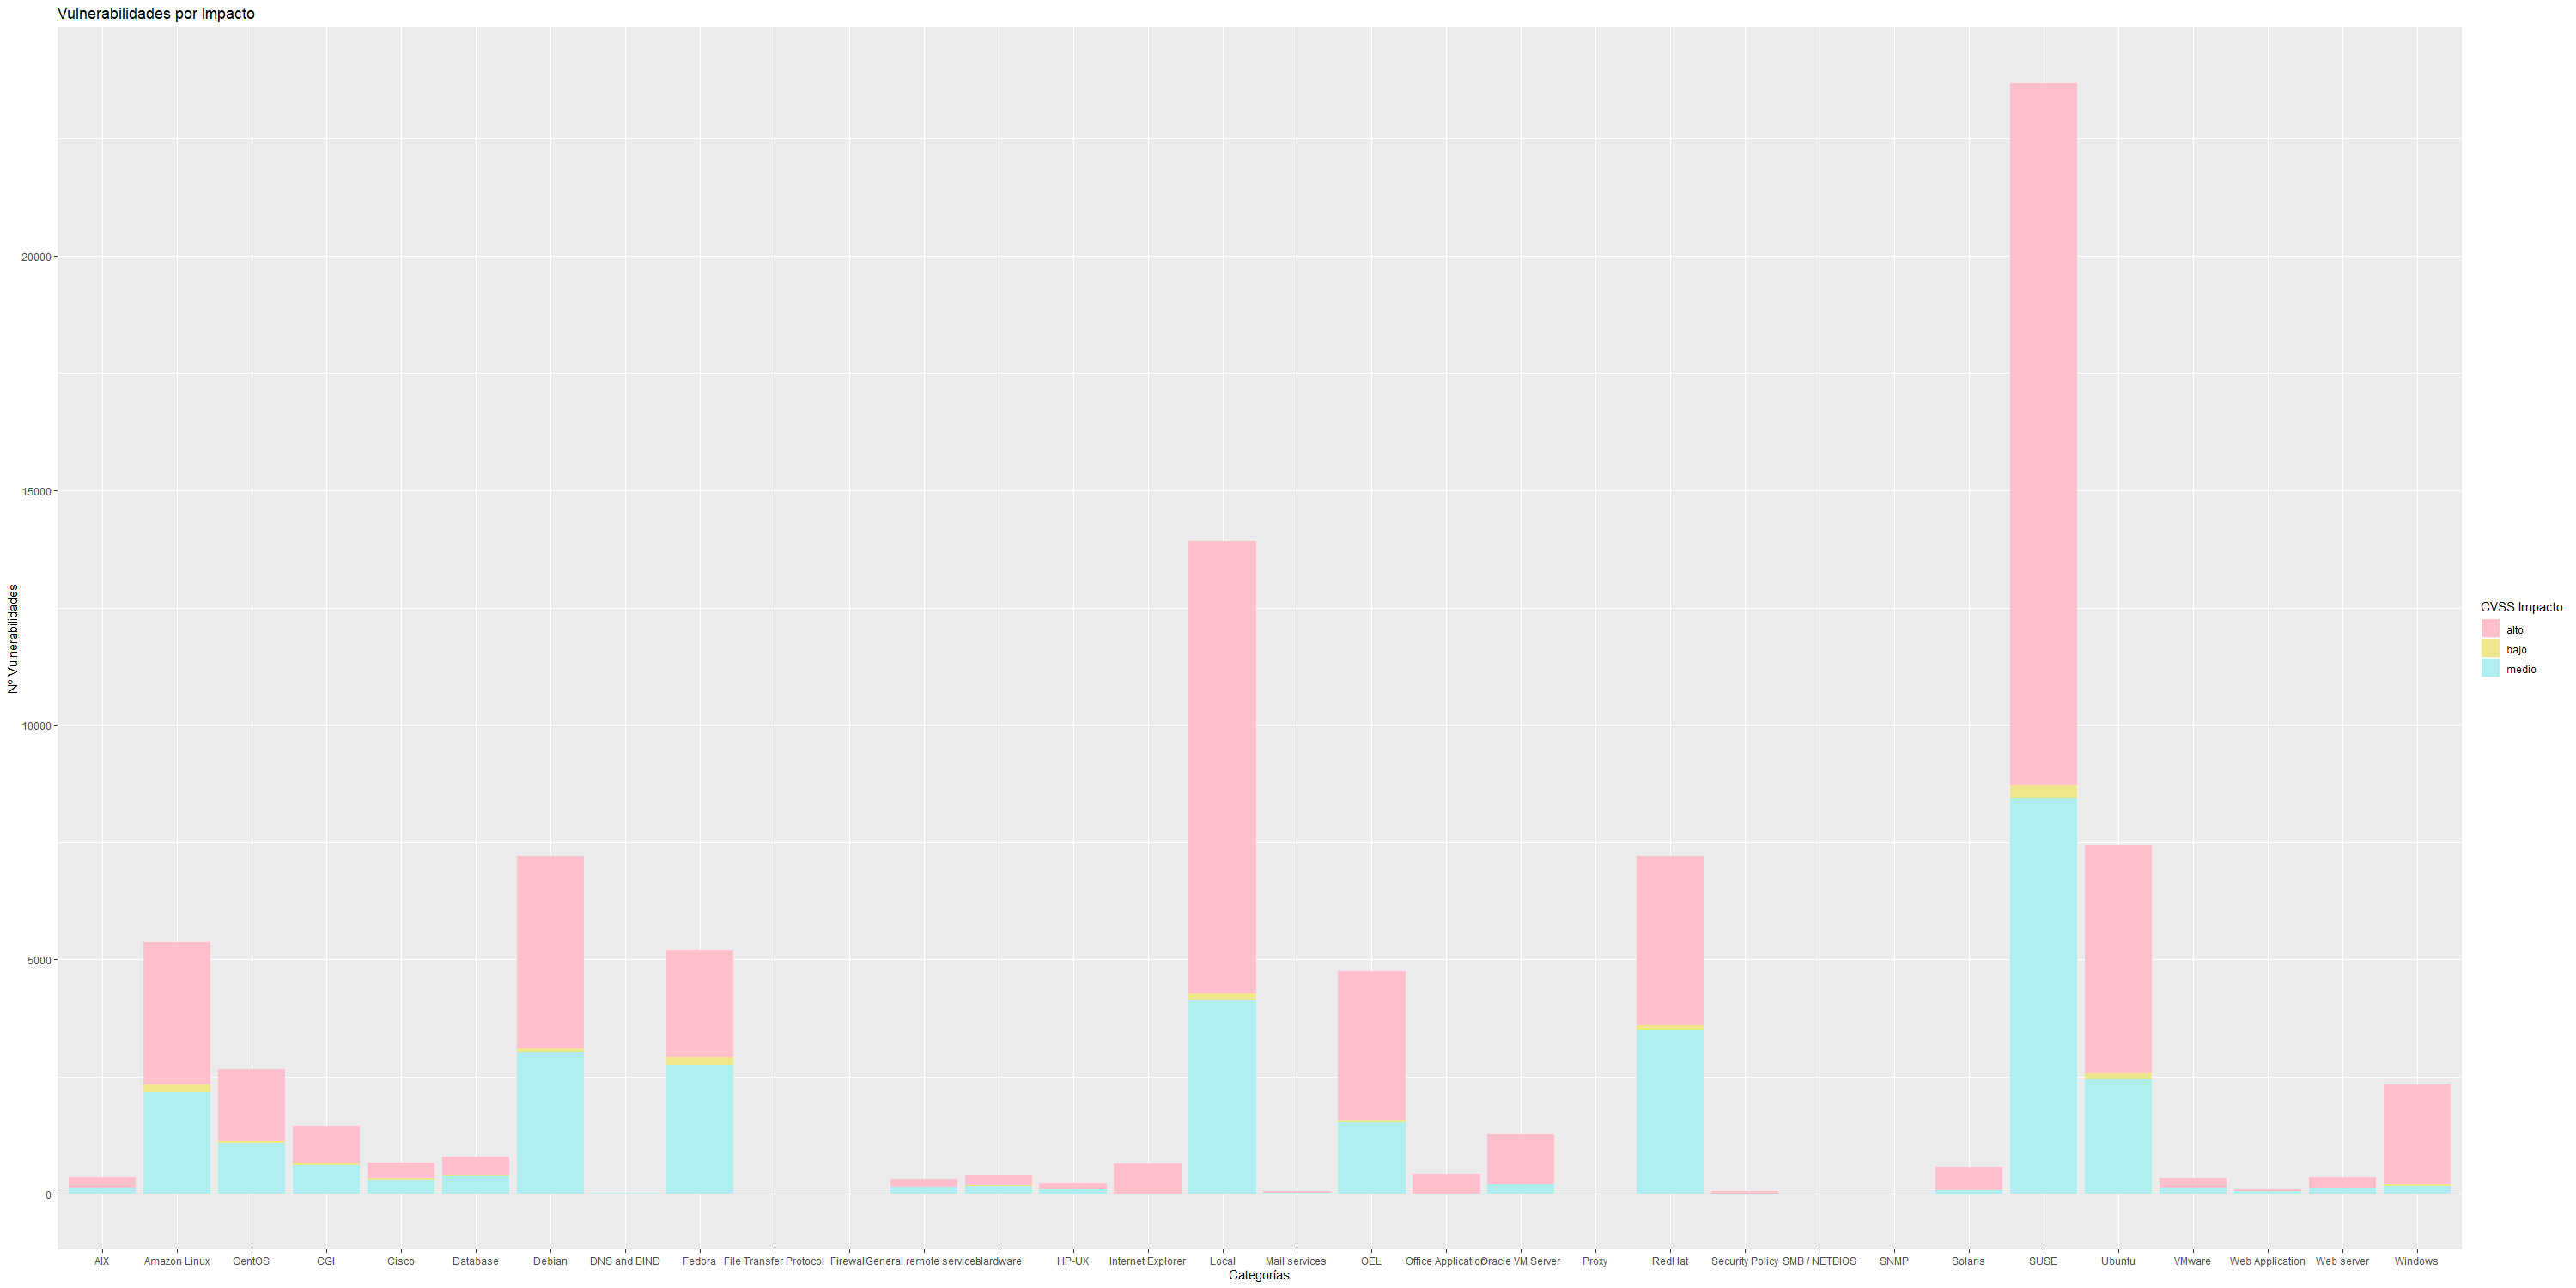 Vulnerabilidades por Impacto
Nº Vulnerabilidades
20000
15000
10000
5000
0
AIX
Amazon Linux
CentOS
CGI
Cisco
Database
Debian
DNS and BIND
Fedora
File Transfer Protocol
Firewall
General remote services
Hardware
HP-UX
Internet Explorer
Local
Mail services
OEL
Office Application
Oracle VM Server
Proxy
RedHat
Security Policy
SMB / NETBIOS
SNMP
Solaris
SUSE
Ubuntu
VMware
Web Application
Web server
Windows
Categorías
CVSS Impacto
alto
bajo
medio